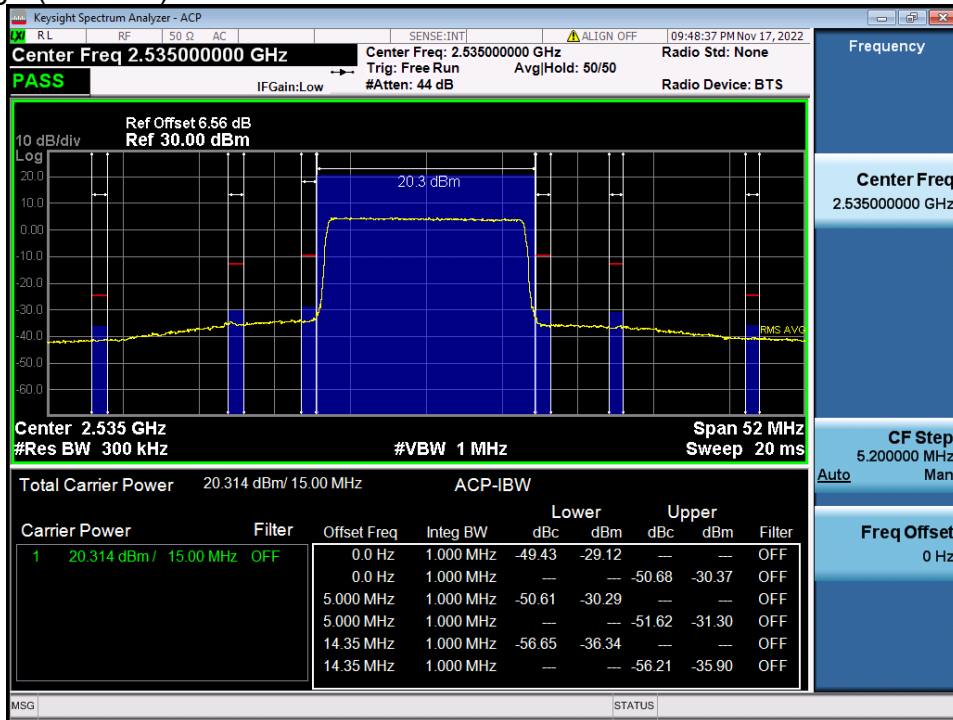 Keysight Spectrum Analyzer - ACP
LXI RL RF 50 Ω AC SENSE:INT ALIGN OFF 09:48:37 PM Nov 17, 2022
Center Freq 2.535000000 GHz Center Freq: 2.535000000 GHz Radio Std: None
Trig: Free Run Avg|Hold: 50/50
PASS IFGain:Low #Atten: 44 dB Radio Device: BTS
Ref Offset 6.56 dB
10 dB/div Ref 30.00 dBm
Log
20.0
20.3 dBm
10.0
0.00
-10.0
-20.0
-30.0
-40.0
RMS AVG
-50.0
-60.0
Center 2.535 GHz Span 52 MHz
#Res BW 300 kHz #VBW 1 MHz Sweep 20 ms
Total Carrier Power 20.314 dBm/ 15.00 MHz ACP-IBW
Lower Upper
Carrier Power Filter Offset Freq Integ BW dBc dBm dBc dBm Filter
1 20.314 dBm / 15.00 MHz OFF 0.0 Hz 1.000 MHz -49.43 -29.12 --- --- OFF
0.0 Hz 1.000 MHz --- --- -50.68 -30.37 OFF
5.000 MHz 1.000 MHz -50.61 -30.29 --- --- OFF
5.000 MHz 1.000 MHz --- --- -51.62 -31.30 OFF
14.35 MHz 1.000 MHz -56.65 -36.34 --- --- OFF
14.35 MHz 1.000 MHz --- --- -56.21 -35.90 OFF
MSG STATUS
Frequency
Center Freq
2.535000000 GHz
CF Step
5.200000 MHz
Auto Man
Freq Offset
0 Hz